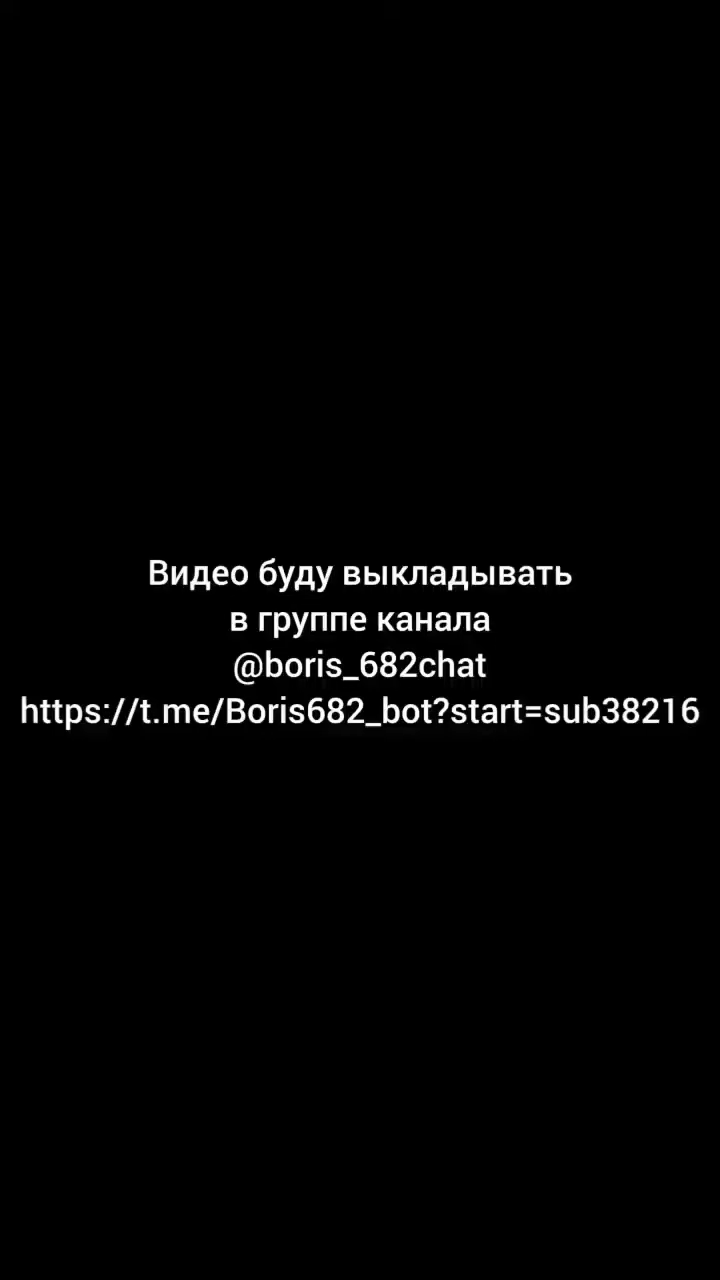 Видео буду выкладывать
в группе канала
@boris_682chat
https://t.me/Boris682_bot?start=sub38216